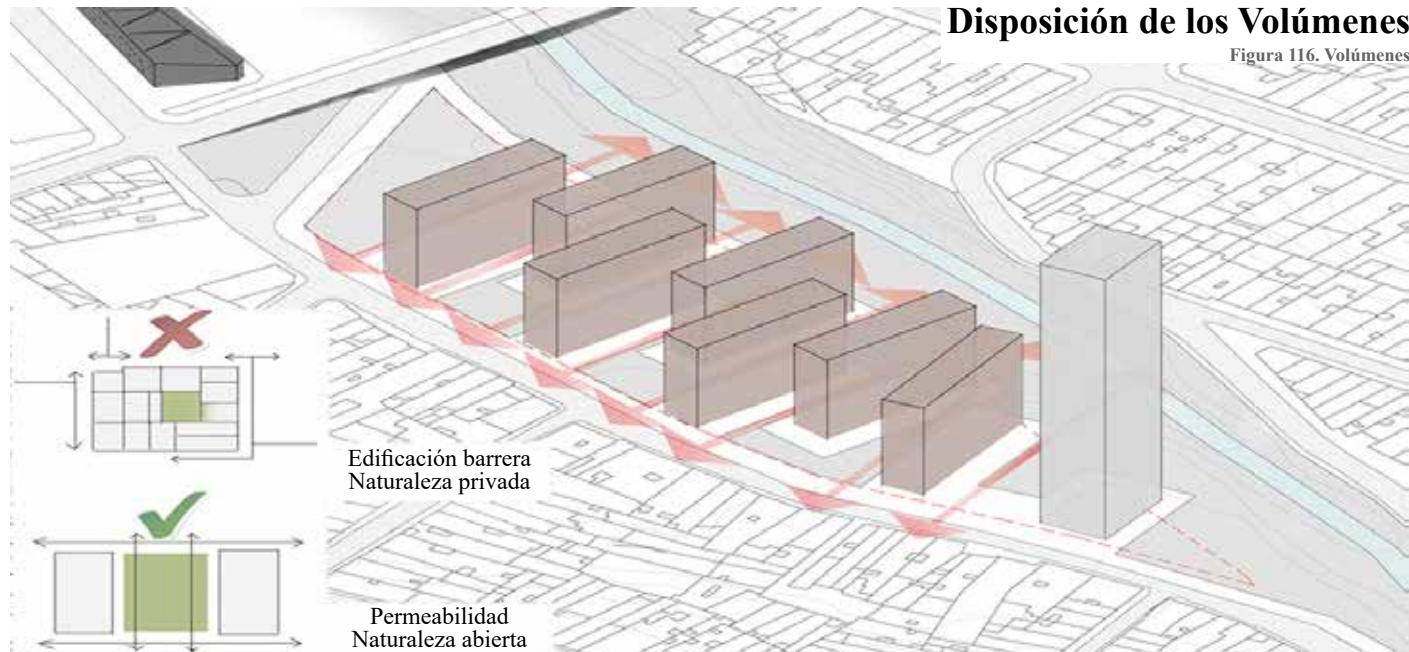 Disposición de los Volúmenes
Figura 116. Volúmenes
Edificación barrera
Naturaleza privada
Permeabilidad
Naturaleza abierta